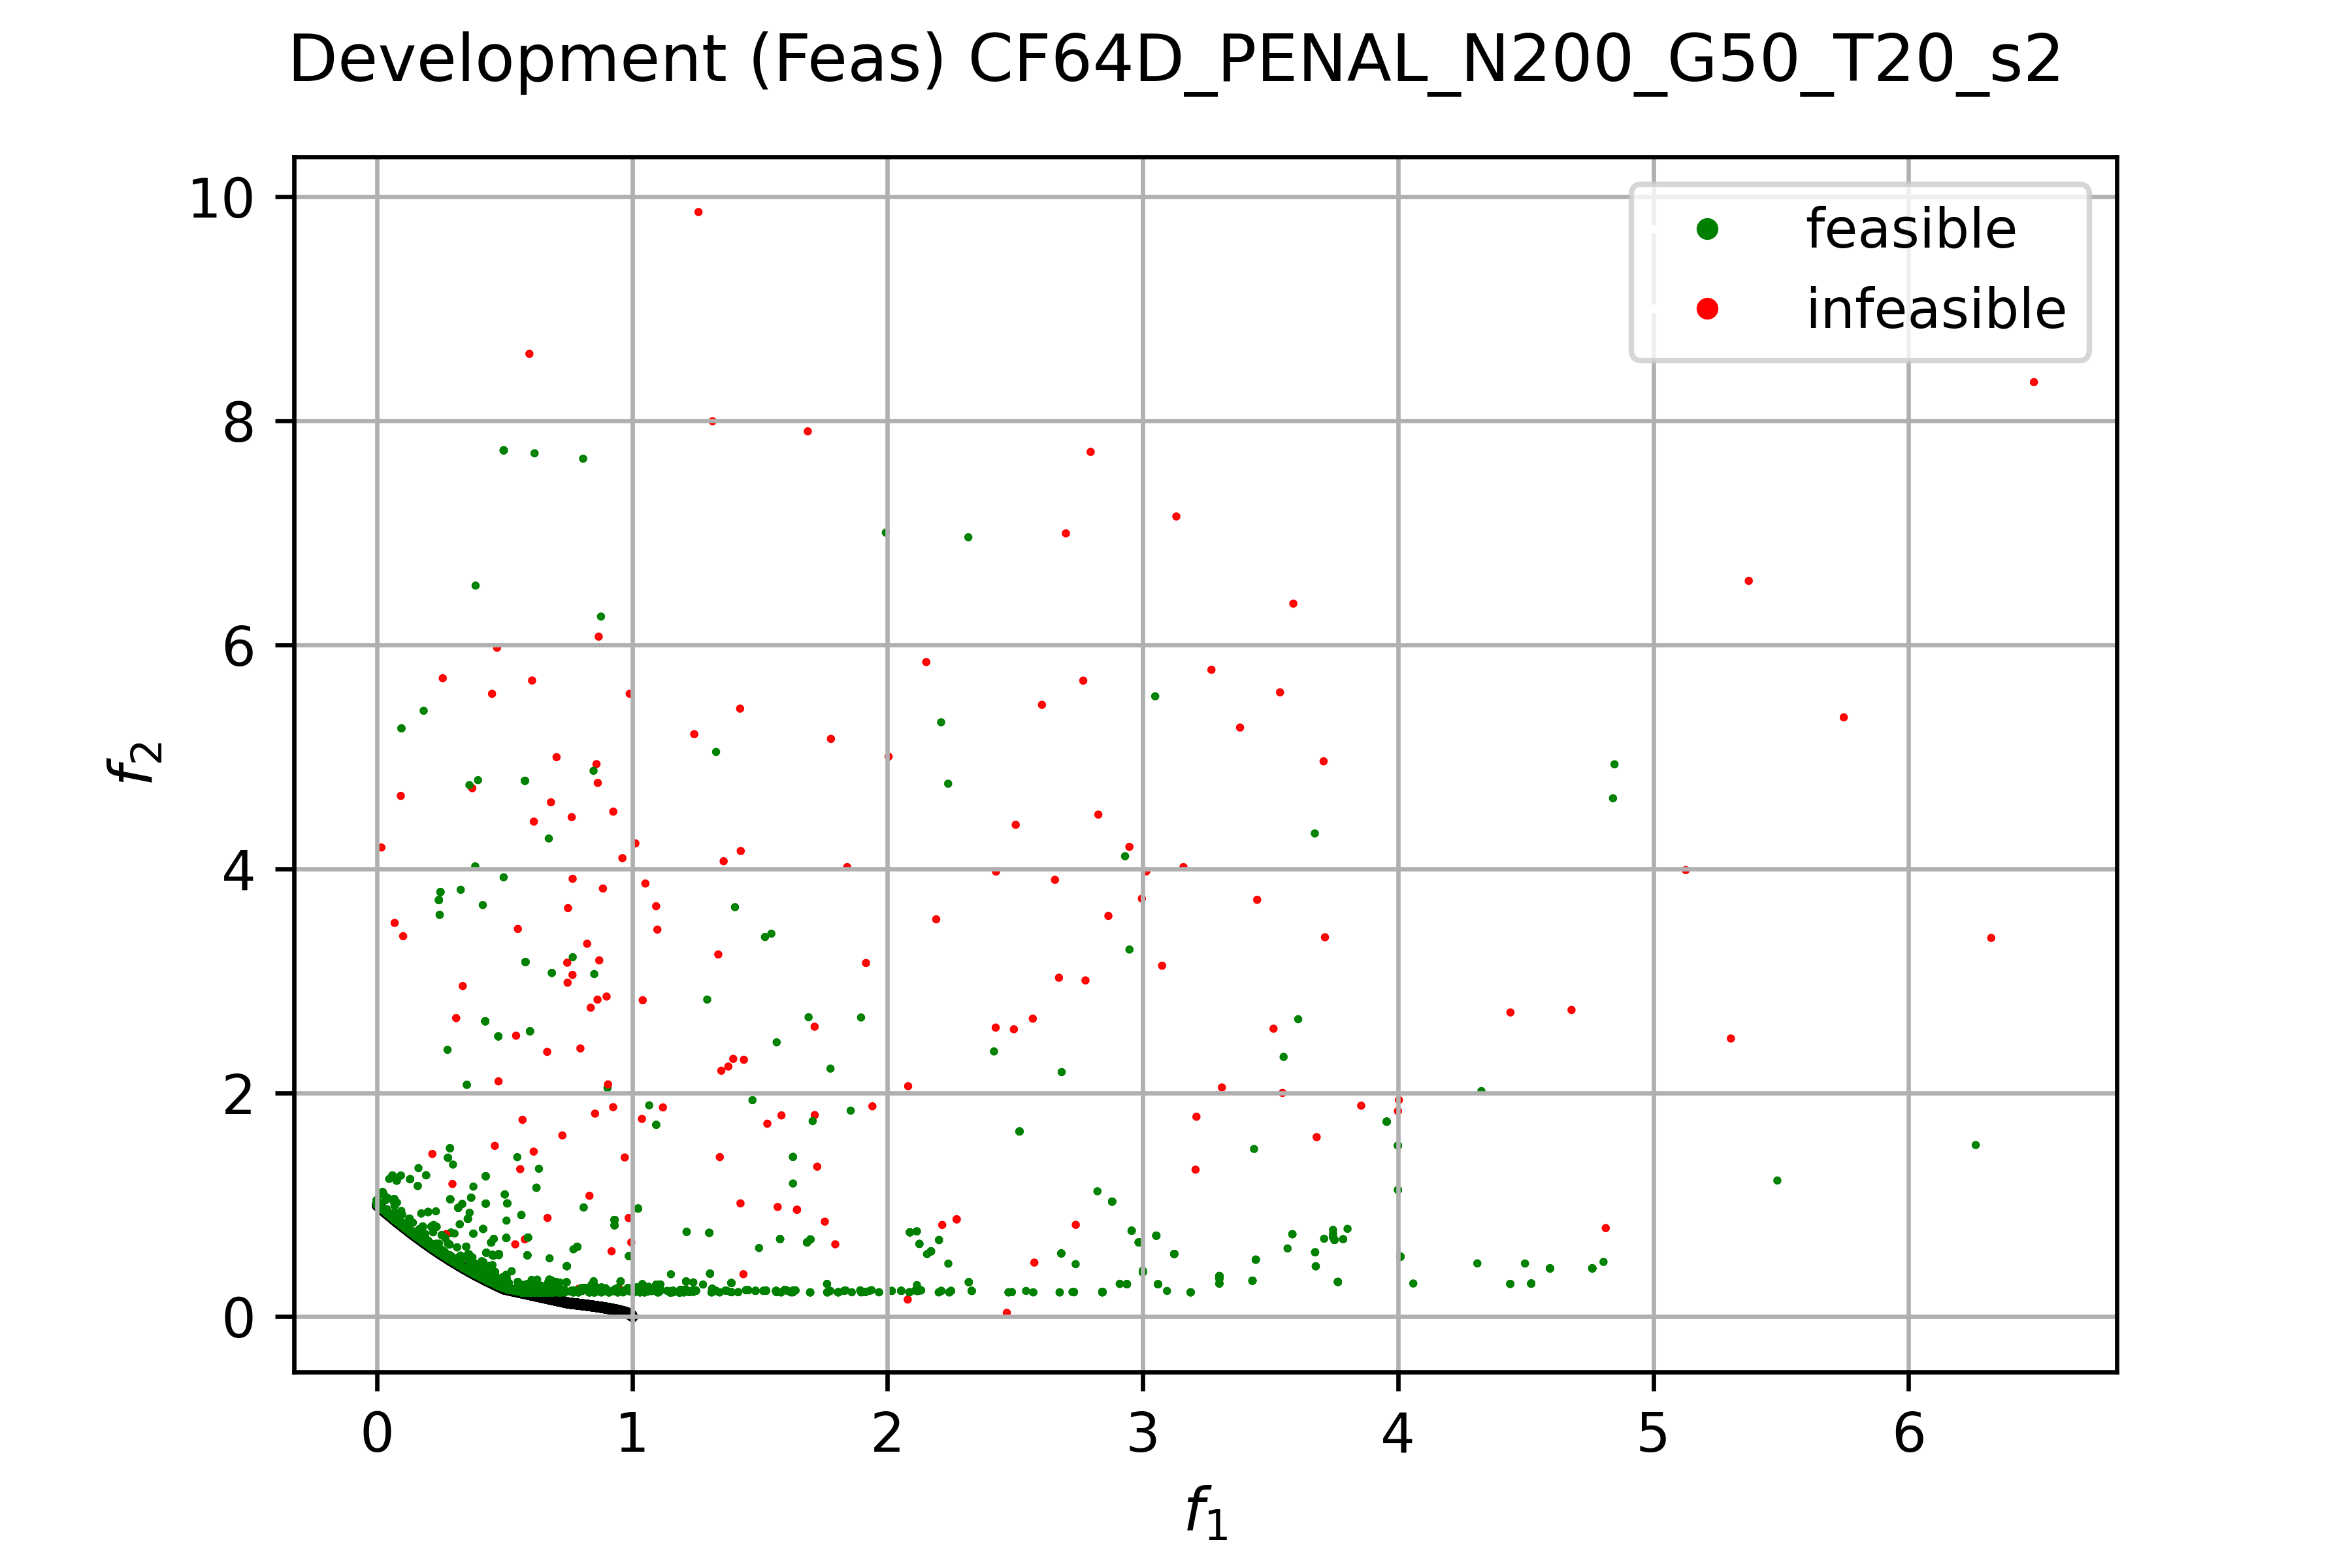 Development (Feas) CF64D_PENAL_N200_G50_T20_s2
feasible
infeasible
10
8
6
4
2
0
f2
0 1 2 3 4 5 6
f1